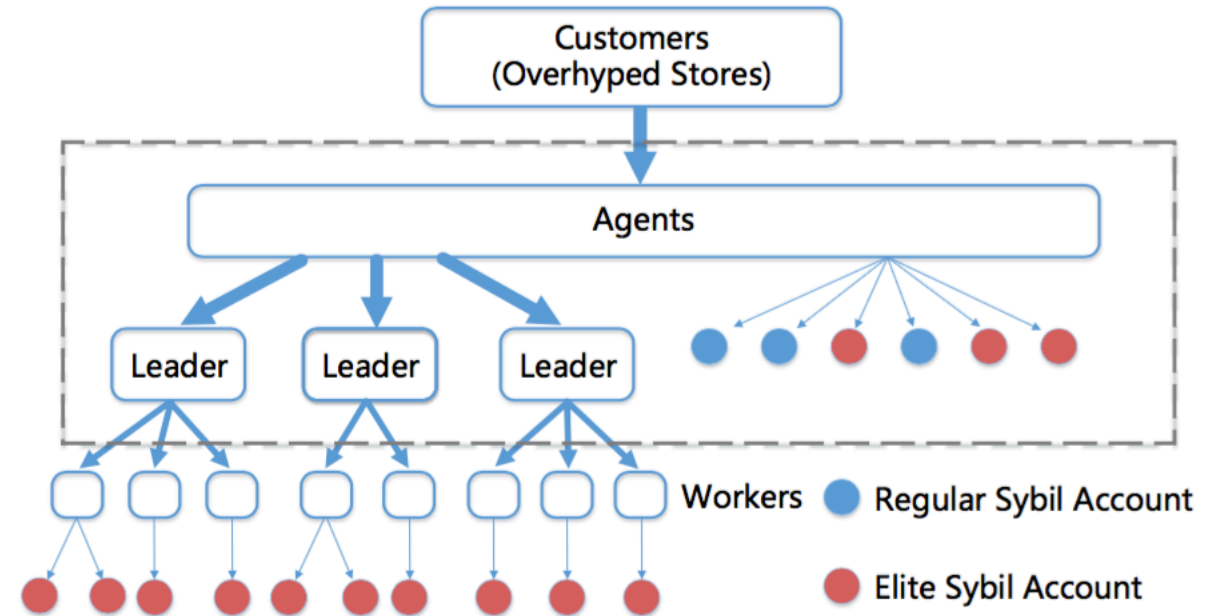 Customers
(Overhyped Stores)
Agents
Leader
Leader
Leader
Workers
Regular Sybil Account
Elite Sybil Account